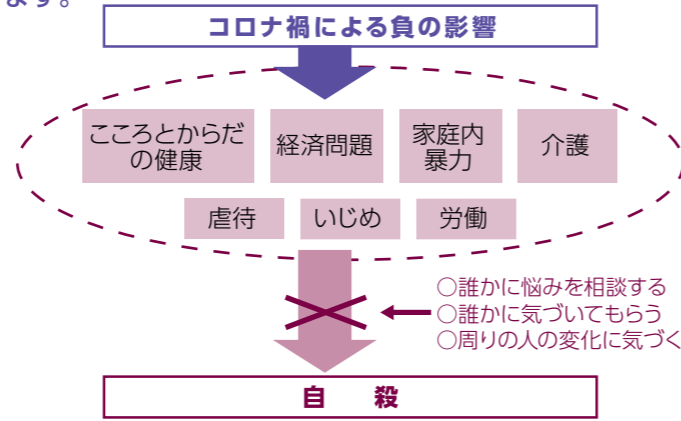 ます。
コロナ禍による負の影響
こころとからだ
の健康
経済問題
家庭内
暴力
介護
虐待
いじめ
労働
○誰かに悩みを相談する
○誰かに気づいてもらう
○周りの人の変化に気づく
自 殺